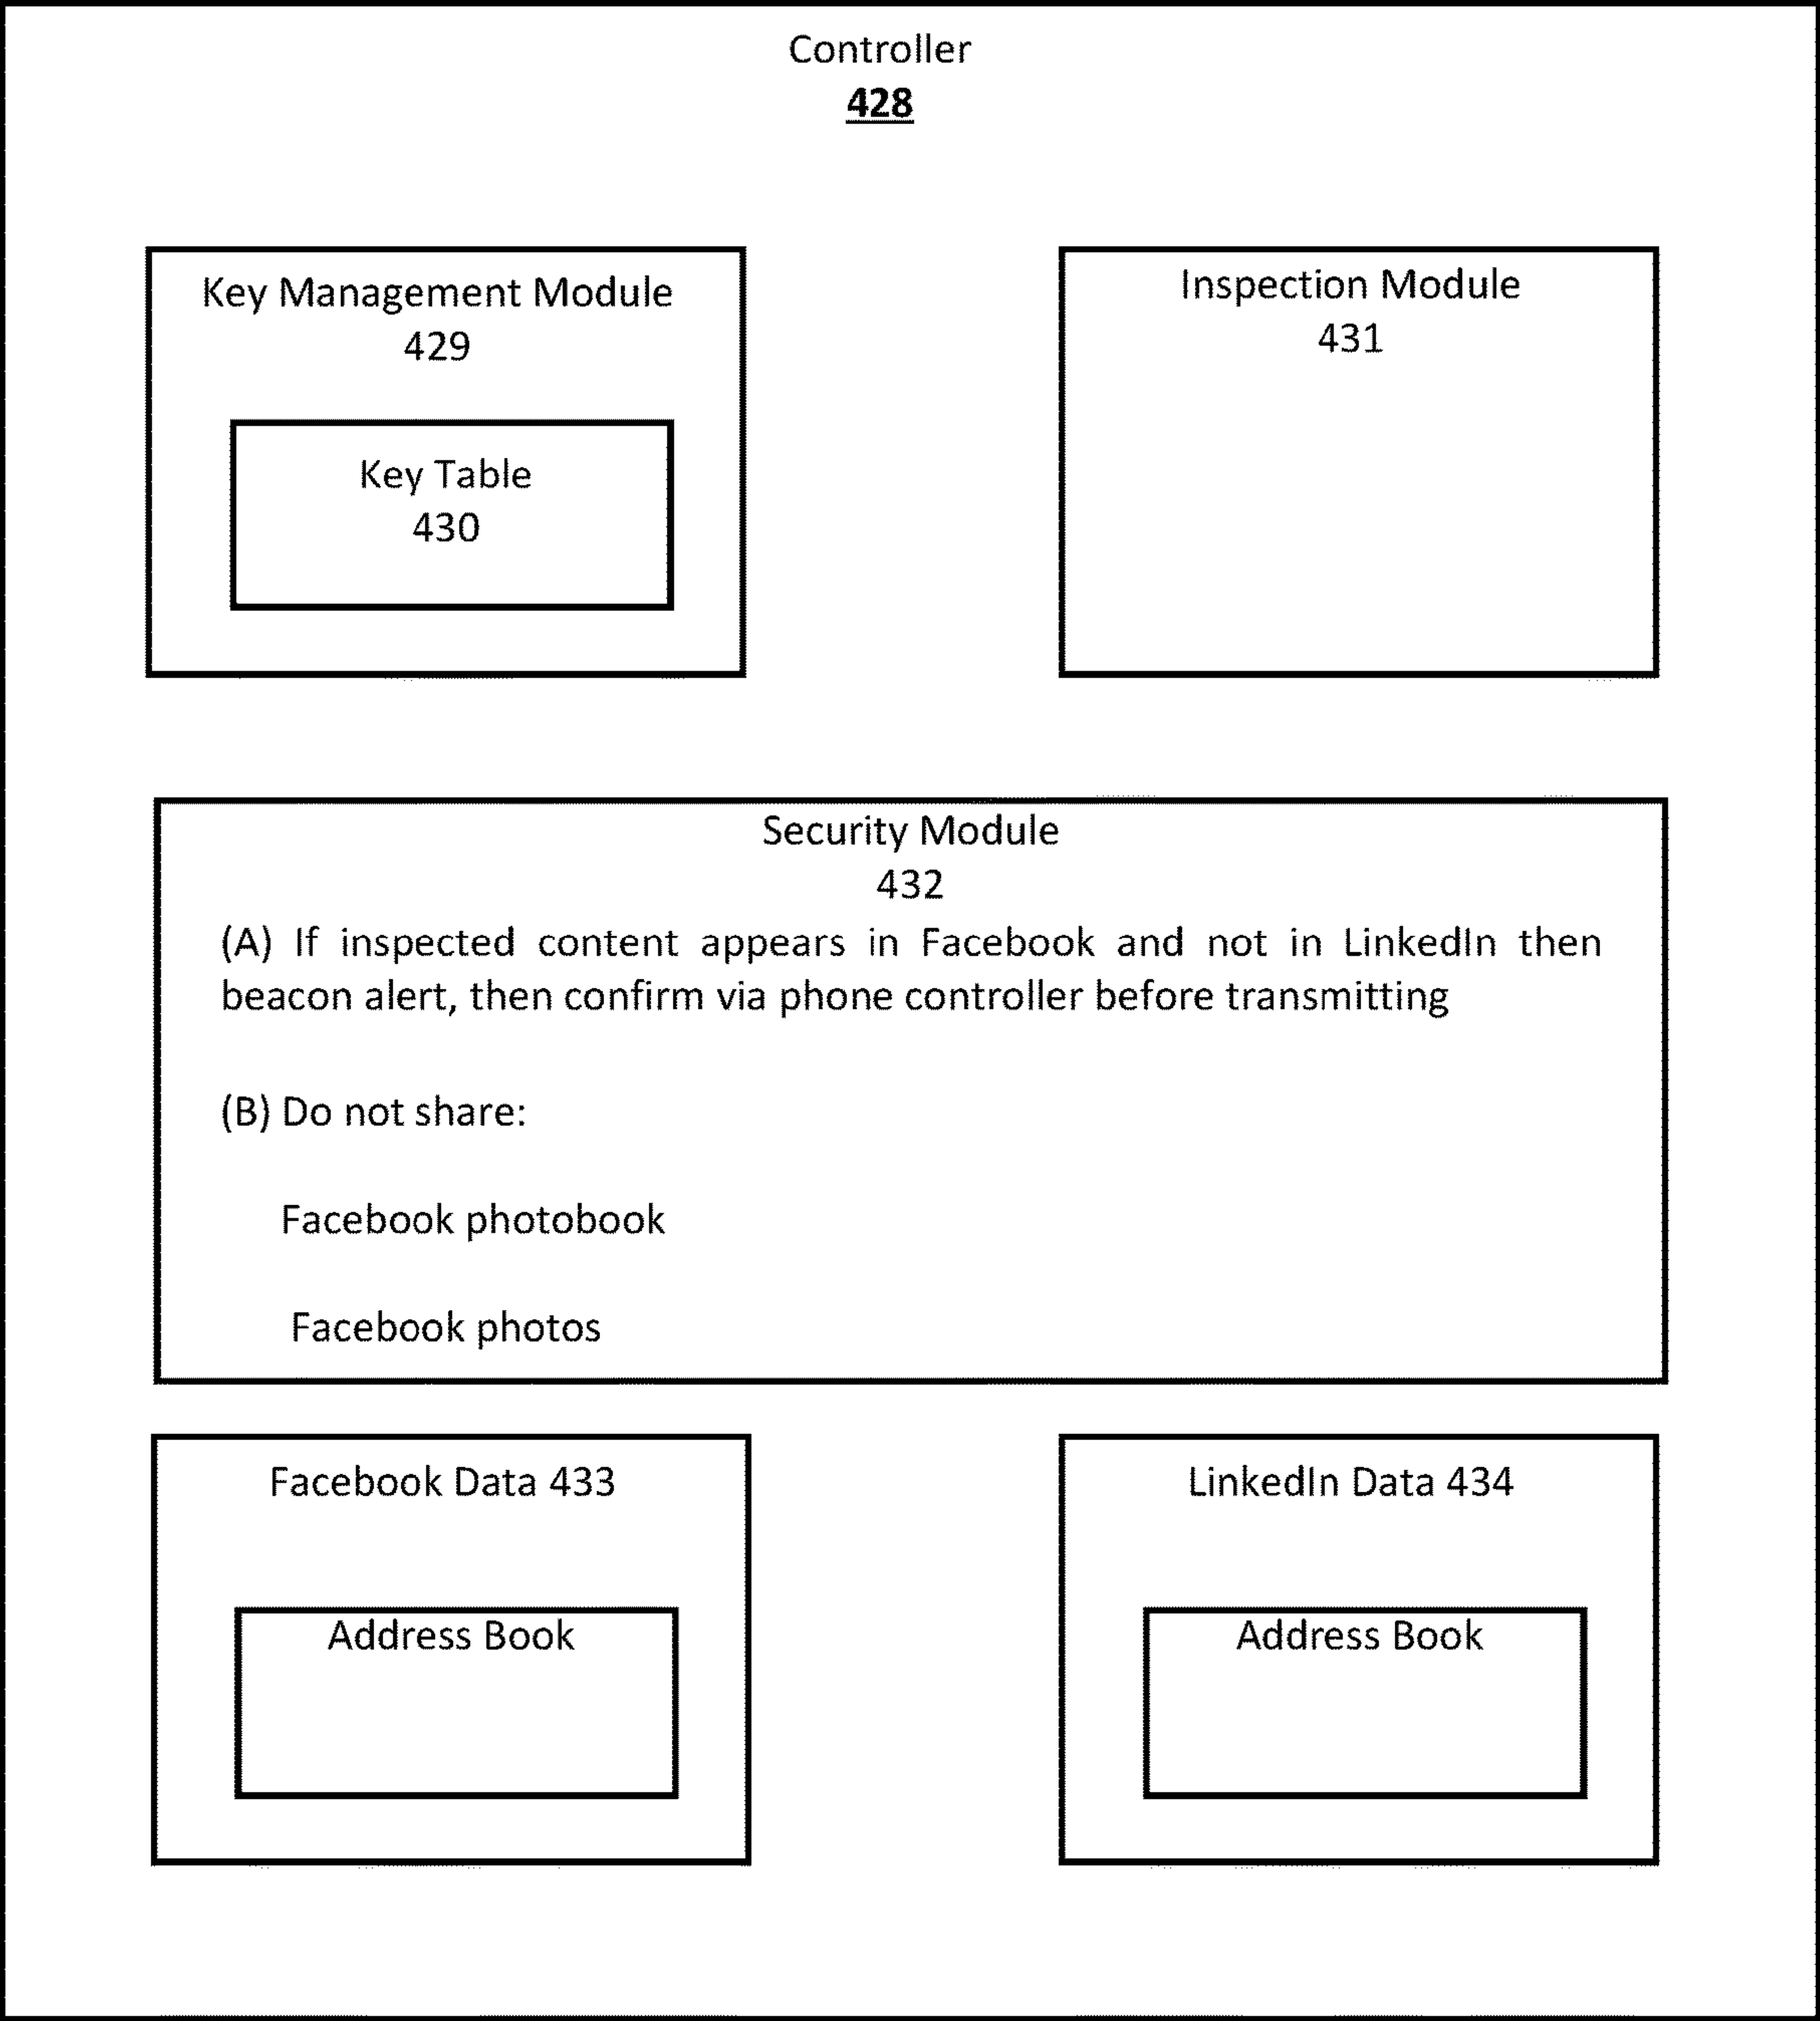 Controller
428
Key Management Module
429
Key Table
430
Inspection Module
431
Security Module
432
(A) If inspected content appears in Facebook and not in LinkedIn then
beacon alert, then confirm via phone controller before transmitting
(B) Do not share:
Facebook photobook
Facebook photos
Facebook Data 433
Address Book
LinkedIn Data 434
Address Book